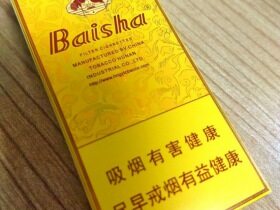 Baisha
FILTER CIGARETTES
MANUFACTURED BY CHINA
TOBACCO HUNAN
INDUSTRIAL CO., LTD.
吸烟有害健康
尽早戒烟有益健康